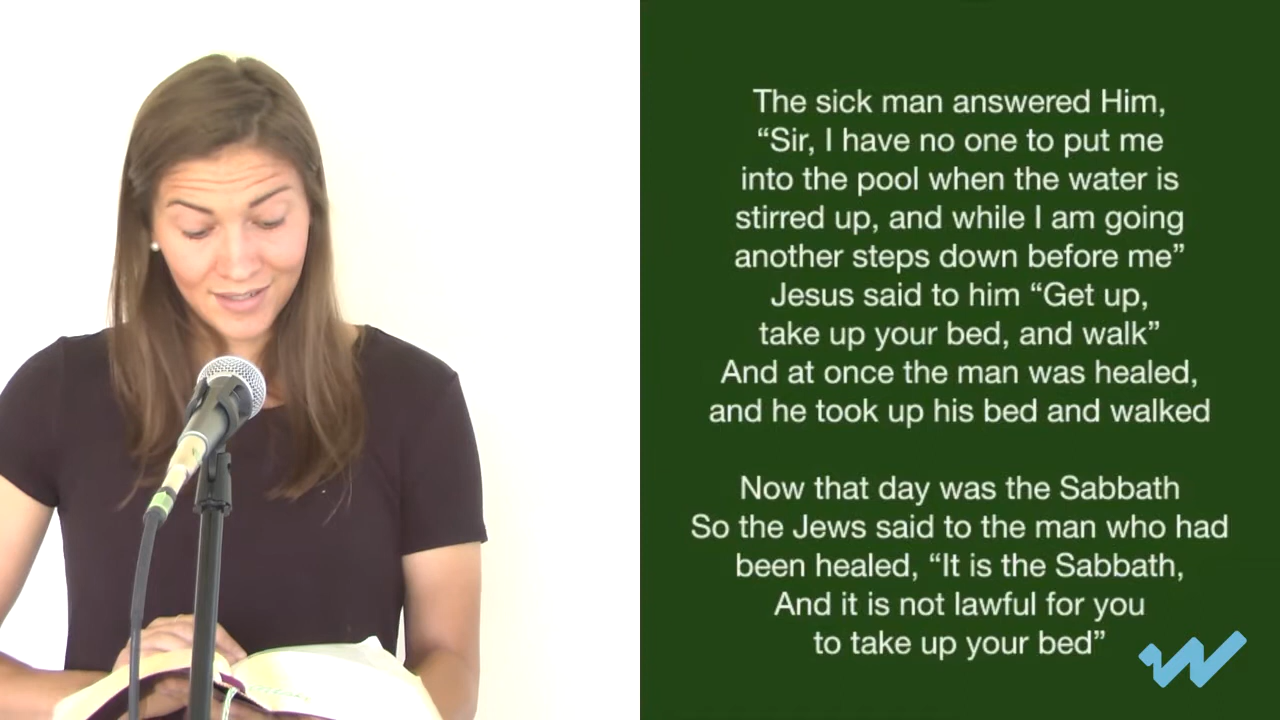 The sick man answered Him,
“Sir, I have no one to put me
into the pool when the water is
stirred up, and while I am going
another steps down before me”
Jesus said to him “Get up,
take up your bed, and walk”
And at once the man was healed,
and he took up his bed and walked
Now that day was the Sabbath
So the Jews said to the man who had
been healed, “It is the Sabbath,
And it is not lawful for you
to take up your bed”